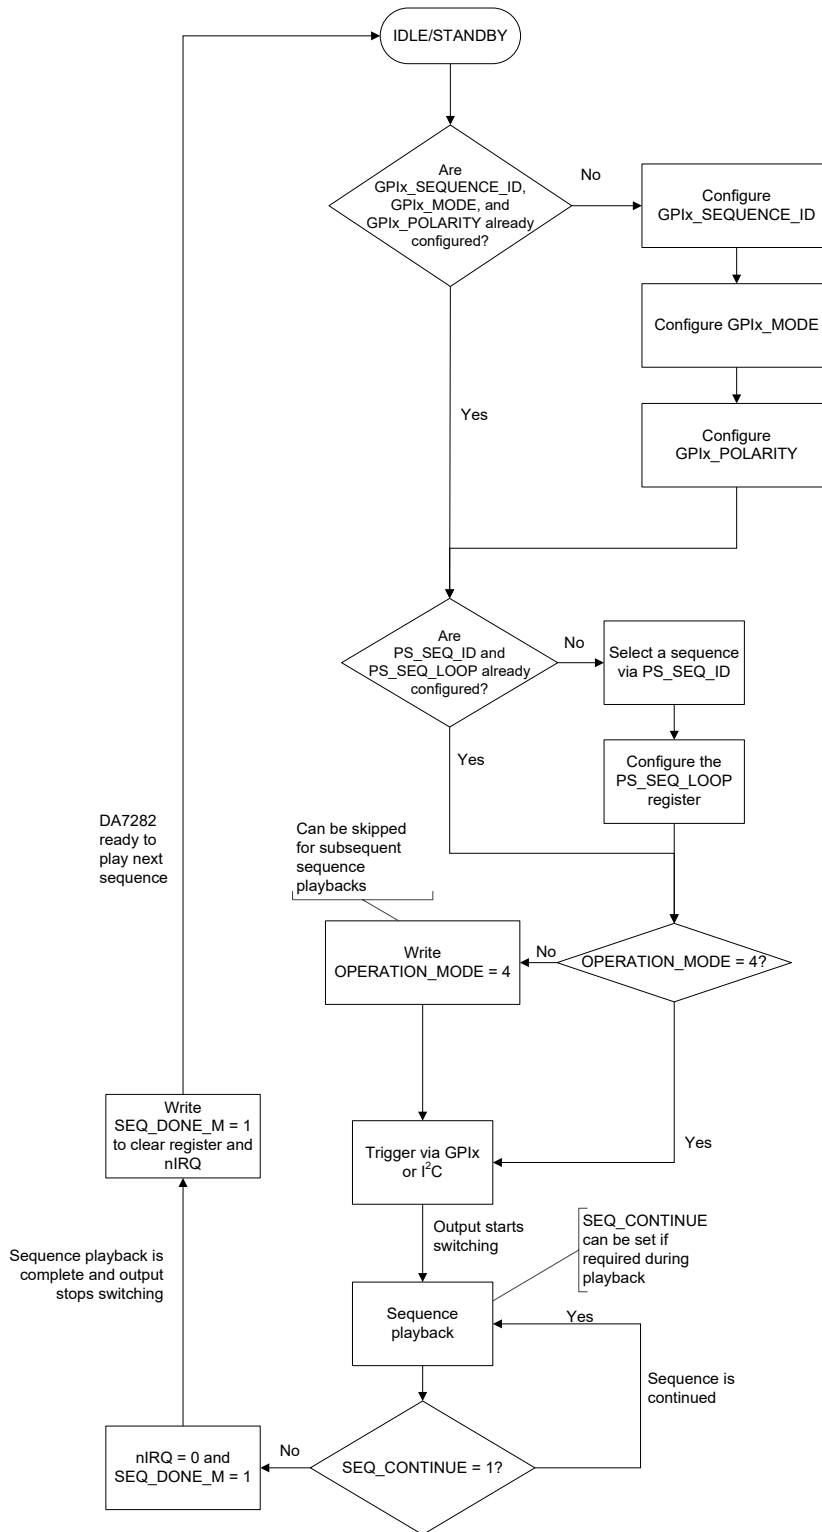 IDLE/STANDBY
Are
GPIx_SEQUENCE_ID,
GPIx_MODE, and
GPIx_POLARITY already
configured?
No
Configure
GPIx_SEQUENCE_ID
Configure GPIx_MODE
Yes
Configure
GPIx_POLARITY
Are
PS_SEQ_ID and
PS_SEQ_LOOP already
configured?
No
Select a sequence
via PS_SEQ_ID
Yes
Configure the
PS_SEQ_LOOP
register
DA7282
ready to
play next
sequence
Can be skipped
for subsequent
sequence
playbacks
Write
OPERATION_MODE = 4
No
OPERATION_MODE = 4?
Write
SEQ_DONE_M = 1
to clear register and
nIRQ
Trigger via GPIx
or I²C
Yes
Output starts
switching
SEQ_CONTINUE
can be set if
required during
playback
Sequence playback is
complete and output
stops switching
Sequence
playback
Yes
Sequence is
continued
nIRQ = 0 and
SEQ_DONE_M = 1
No
SEQ_CONTINUE = 1?